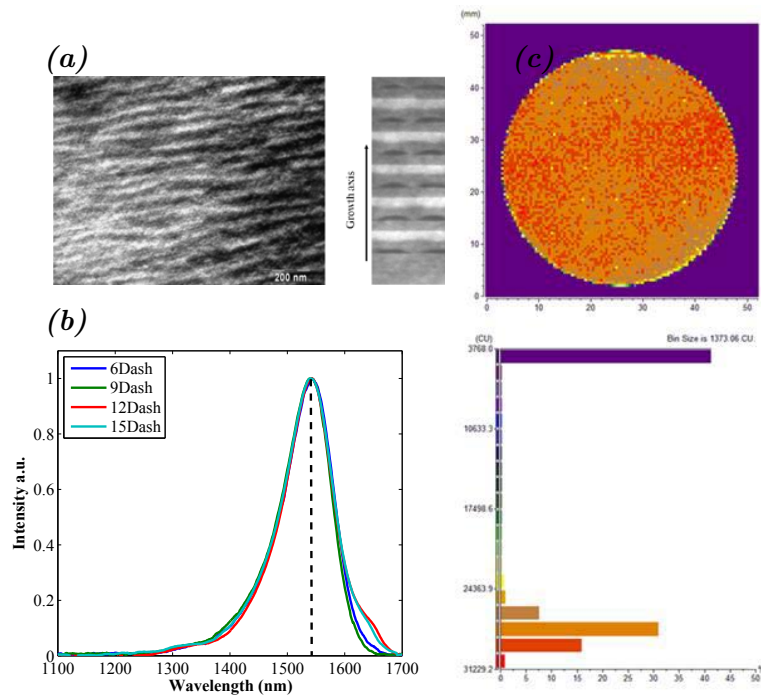 (a)
200 nm
Growth axis
(c)
(mm)
50
40
30
20
10
0
0 10 20 30 40 50
(b)
6Dash
9Dash
12Dash
15Dash
1
0.8
0.6
0.4
0.2
0
Intensity a.u.
1100 1200 1300 1400 1500 1600 1700
Wavelength (nm)
(CU) Bin Size is 1373.06 CU.
3768.0
10633.3
17498.6
24363.9
31229.2
0 5 10 15 20 25 30 35 40 45 50